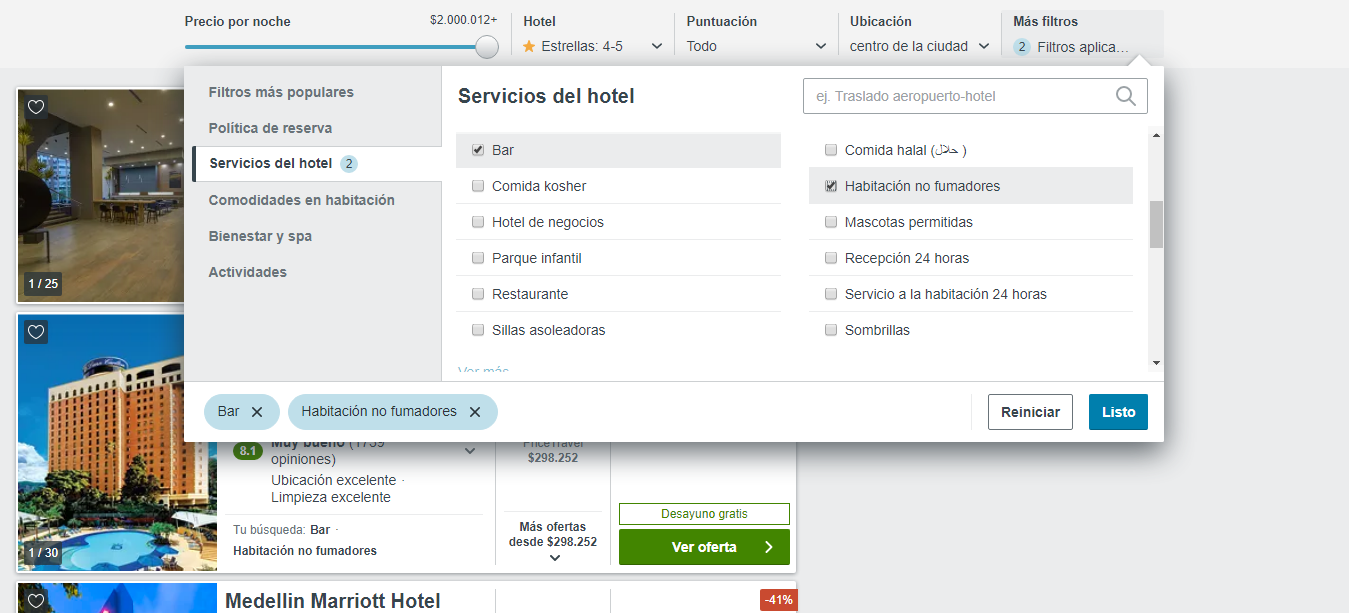 Precio por noche
$2.000.012+
Hotel
Estrellas: 4-5
Puntuación
Todo
Ubicación
centro de la ciudad
Más filtros
2 Filtros aplica...
Filtros más populares
Política de reserva
Servicios del hotel 2
Comodidades en habitación
Bienestar y spa
Actividades
Servicios del hotel
ej. Traslado aeropuerto-hotel
Bar
Comida kosher
Hotel de negocios
Parque infantil
Restaurante
Sillas asoleadoras
Ver más
Comida halal (حلال )
Habitación no fumadores
Mascotas permitidas
Recepción 24 horas
Servicio a la habitación 24 horas
Sombrillas
Bar
Habitación no fumadores
Reiniciar
Listo
1 / 25
1 / 30
8.1 Muy bueno (1759
opiniones)
Ubicación excelente ·
Limpieza excelente
Tu búsqueda: Bar ·
Habitación no fumadores
PriceTravel
$298.252
Más ofertas
desde $298.252
Desayuno gratis
Ver oferta
Medellin Marriott Hotel
-41%